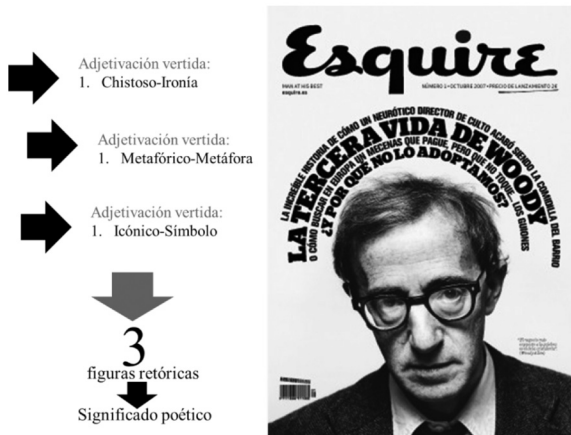 Adjetivación vertida:
1. Chistoso-Ironía
Adjetivación vertida:
1. Metafórico-Metáfora
Adjetivación vertida:
1. Icónico-Símbolo
3
figuras retóricas
Significado poético
Esquire
MAN AT HIS BEST
esquire.es
NÚMERO 1 • OCTUBRE 2007 • PRECIO DE LANZAMIENTO 2€
LA INCREÍBLE HISTORIA DE CÓMO UN NEURÓTICO DIRECTOR DE CULTO ACABÓ SIENDO LA COMIDILLA DEL BARRIO
LA TERCERA VIDA DE WOODY
O CÓMO BUSCAR EN EUROPA UN MECENAS QUE PAGUE, PERO QUE NO TOQUE... LOS GUIONES
¿Y POR QUÉ NO LO ADOPTAMOS?